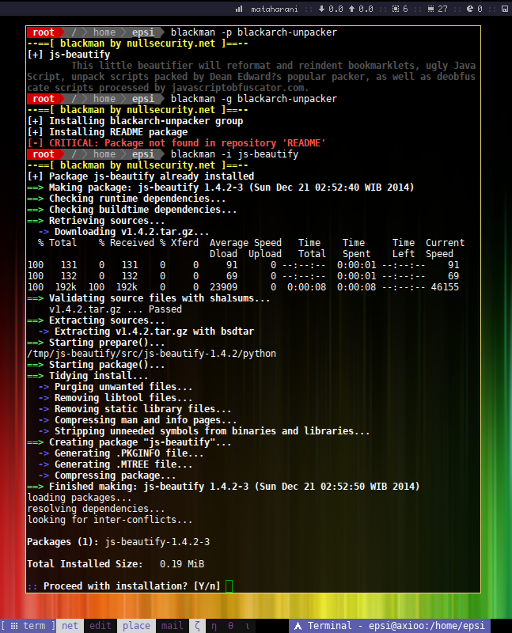 mataharani :: 0.0 0.0 :: 6 :: 27 :: 0 ::
root / home epsi blackman -p blackarch-unpacker
--==[ blackman by nullsecurity.net ]==--
[+] js-beautify
This little beautifier will reformat and reindent bookmarklets, ugly Java
Script, unpack scripts packed by Dean Edward?s popular packer, as well as deobfus
cate scripts processed by javascriptobfuscator.com.
root / home epsi blackman -g blackarch-unpacker
--==[ blackman by nullsecurity.net ]==--
[+] Installing blackarch-unpacker group
[+] Installing README package
[-] CRITICAL: Package not found in repository 'README'
root / home epsi blackman -i js-beautify
--==[ blackman by nullsecurity.net ]==--
[+] Package js-beautify already installed
==> Making package: js-beautify 1.4.2-3 (Sun Dec 21 02:52:40 WIB 2014)
==> Checking runtime dependencies...
==> Checking buildtime dependencies...
==> Retrieving sources...
-> Downloading v1.4.2.tar.gz...
% Total % Received % Xferd Average Speed Time Time Time Current
Dload Upload Total Spent Left Speed
100 131 0 131 0 0 91 0 --:--:-- 0:00:01 --:--:-- 91
100 132 0 132 0 0 69 0 --:--:-- 0:00:01 --:--:-- 69
100 192k 100 192k 0 0 23909 0 0:00:08 0:00:08 --:--:-- 46155
==> Validating source files with sha1sums...
v1.4.2.tar.gz ... Passed
==> Extracting sources...
-> Extracting v1.4.2.tar.gz with bsdtar
==> Starting prepare()...
/tmp/js-beautify/src/js-beautify-1.4.2/python
==> Starting package()...
==> Tidying install...
-> Purging unwanted files...
-> Removing libtool files...
-> Removing static library files...
-> Compressing man and info pages...
-> Stripping unneeded symbols from binaries and libraries...
==> Creating package "js-beautify"...
-> Generating .PKGINFO file...
-> Generating .MTREE file...
-> Compressing package...
==> Finished making: js-beautify 1.4.2-3 (Sun Dec 21 02:52:50 WIB 2014)
loading packages...
resolving dependencies...
looking for inter-conflicts...
Packages (1): js-beautify-1.4.2-3
Total Installed Size: 0.19 MiB
:: Proceed with installation? [Y/n]
[ term ] net edit place mail ζ η θ ι Terminal - epsi@axioo:/home/epsi